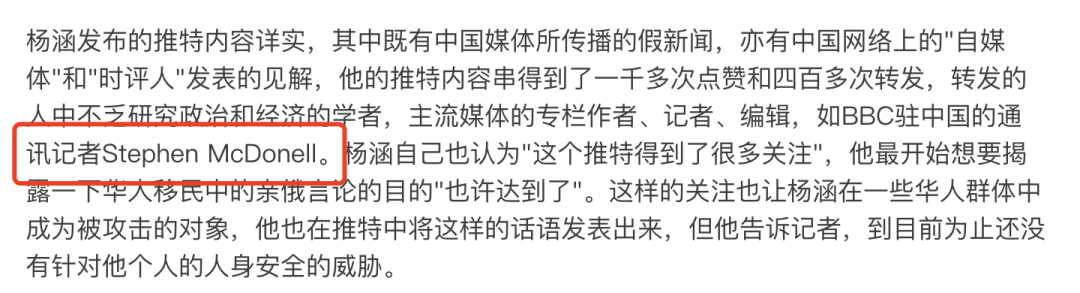 杨涵发布的推特内容详实，其中既有中国媒体所传播的假新闻，亦有中国网络上的"自媒
体"和"时评人"发表的见解，他的推特内容串得到了一千多次点赞和四百多次转发，转发的
人中不乏研究政治和经济的学者，主流媒体的专栏作者、记者、编辑，如BBC驻中国的通
讯记者Stephen McDonell。杨涵自己也认为"这个推特得到了很多关注"，他最开始想要揭
露一下华人移民中的亲俄言论的目的"也许达到了"。这样的关注也让杨涵在一些华人群体中
成为被攻击的对象，他也在推特中将这样的话语发表出来，但他告诉记者，到目前为止还没
有针对他个人的人身安全的威胁。